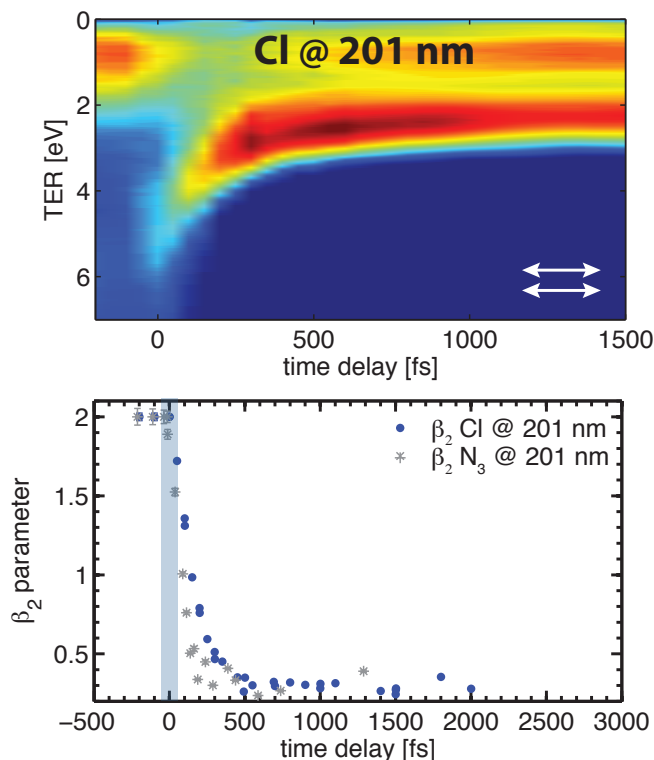 0
Cl @ 201 nm
2
TER [eV]
4
6
0 500 1000 1500
time delay [fs]
2
β₂ Cl @ 201 nm
β₂ N₃ @ 201 nm
1.5
β₂ parameter
1
0.5
−500 0 500 1000 1500 2000 2500 3000
time delay [fs]